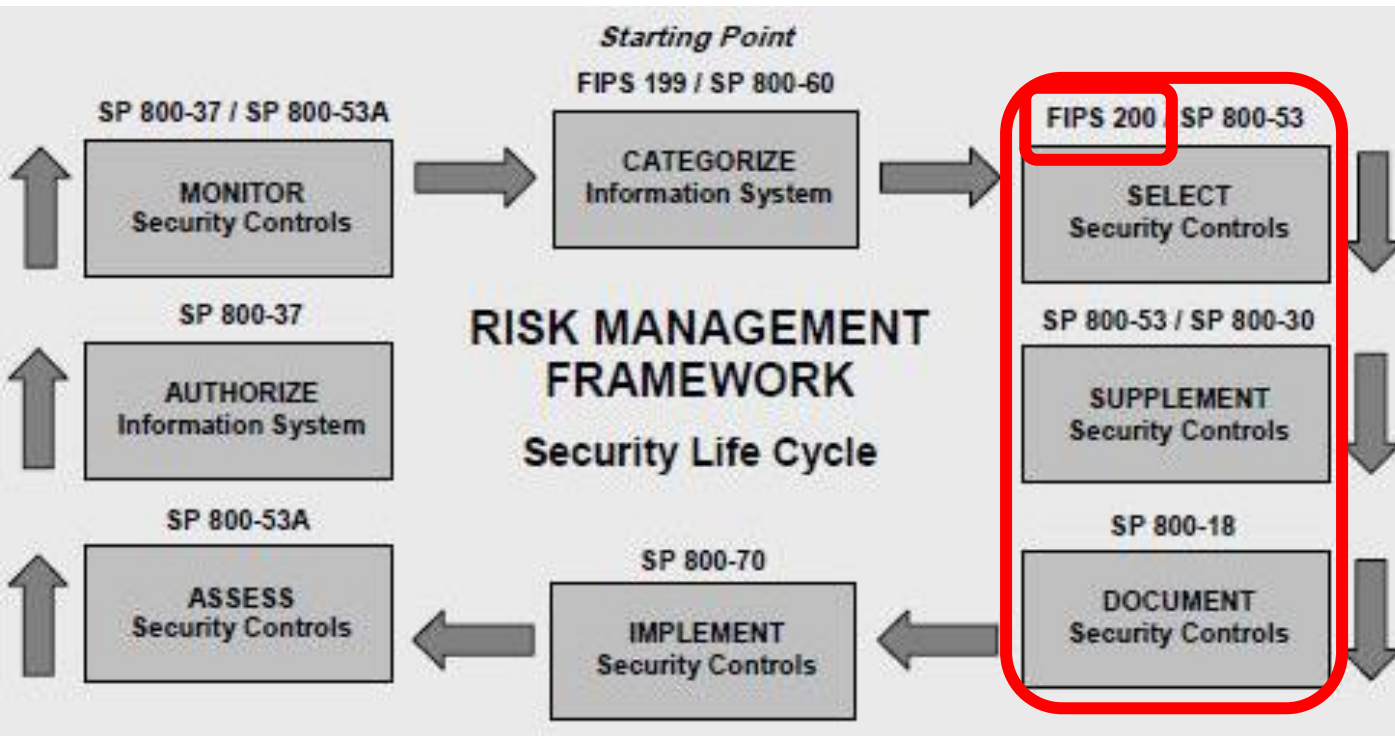 Starting Point
FIPS 199 / SP 800-60
CATEGORIZE
Information System
FIPS 200 / SP 800-53
SELECT
Security Controls
SP 800-53 / SP 800-30
SUPPLEMENT
Security Controls
SP 800-18
DOCUMENT
Security Controls
SP 800-70
IMPLEMENT
Security Controls
SP 800-53A
ASSESS
Security Controls
SP 800-37
AUTHORIZE
Information System
SP 800-37 / SP 800-53A
MONITOR
Security Controls
RISK MANAGEMENT
FRAMEWORK
Security Life Cycle